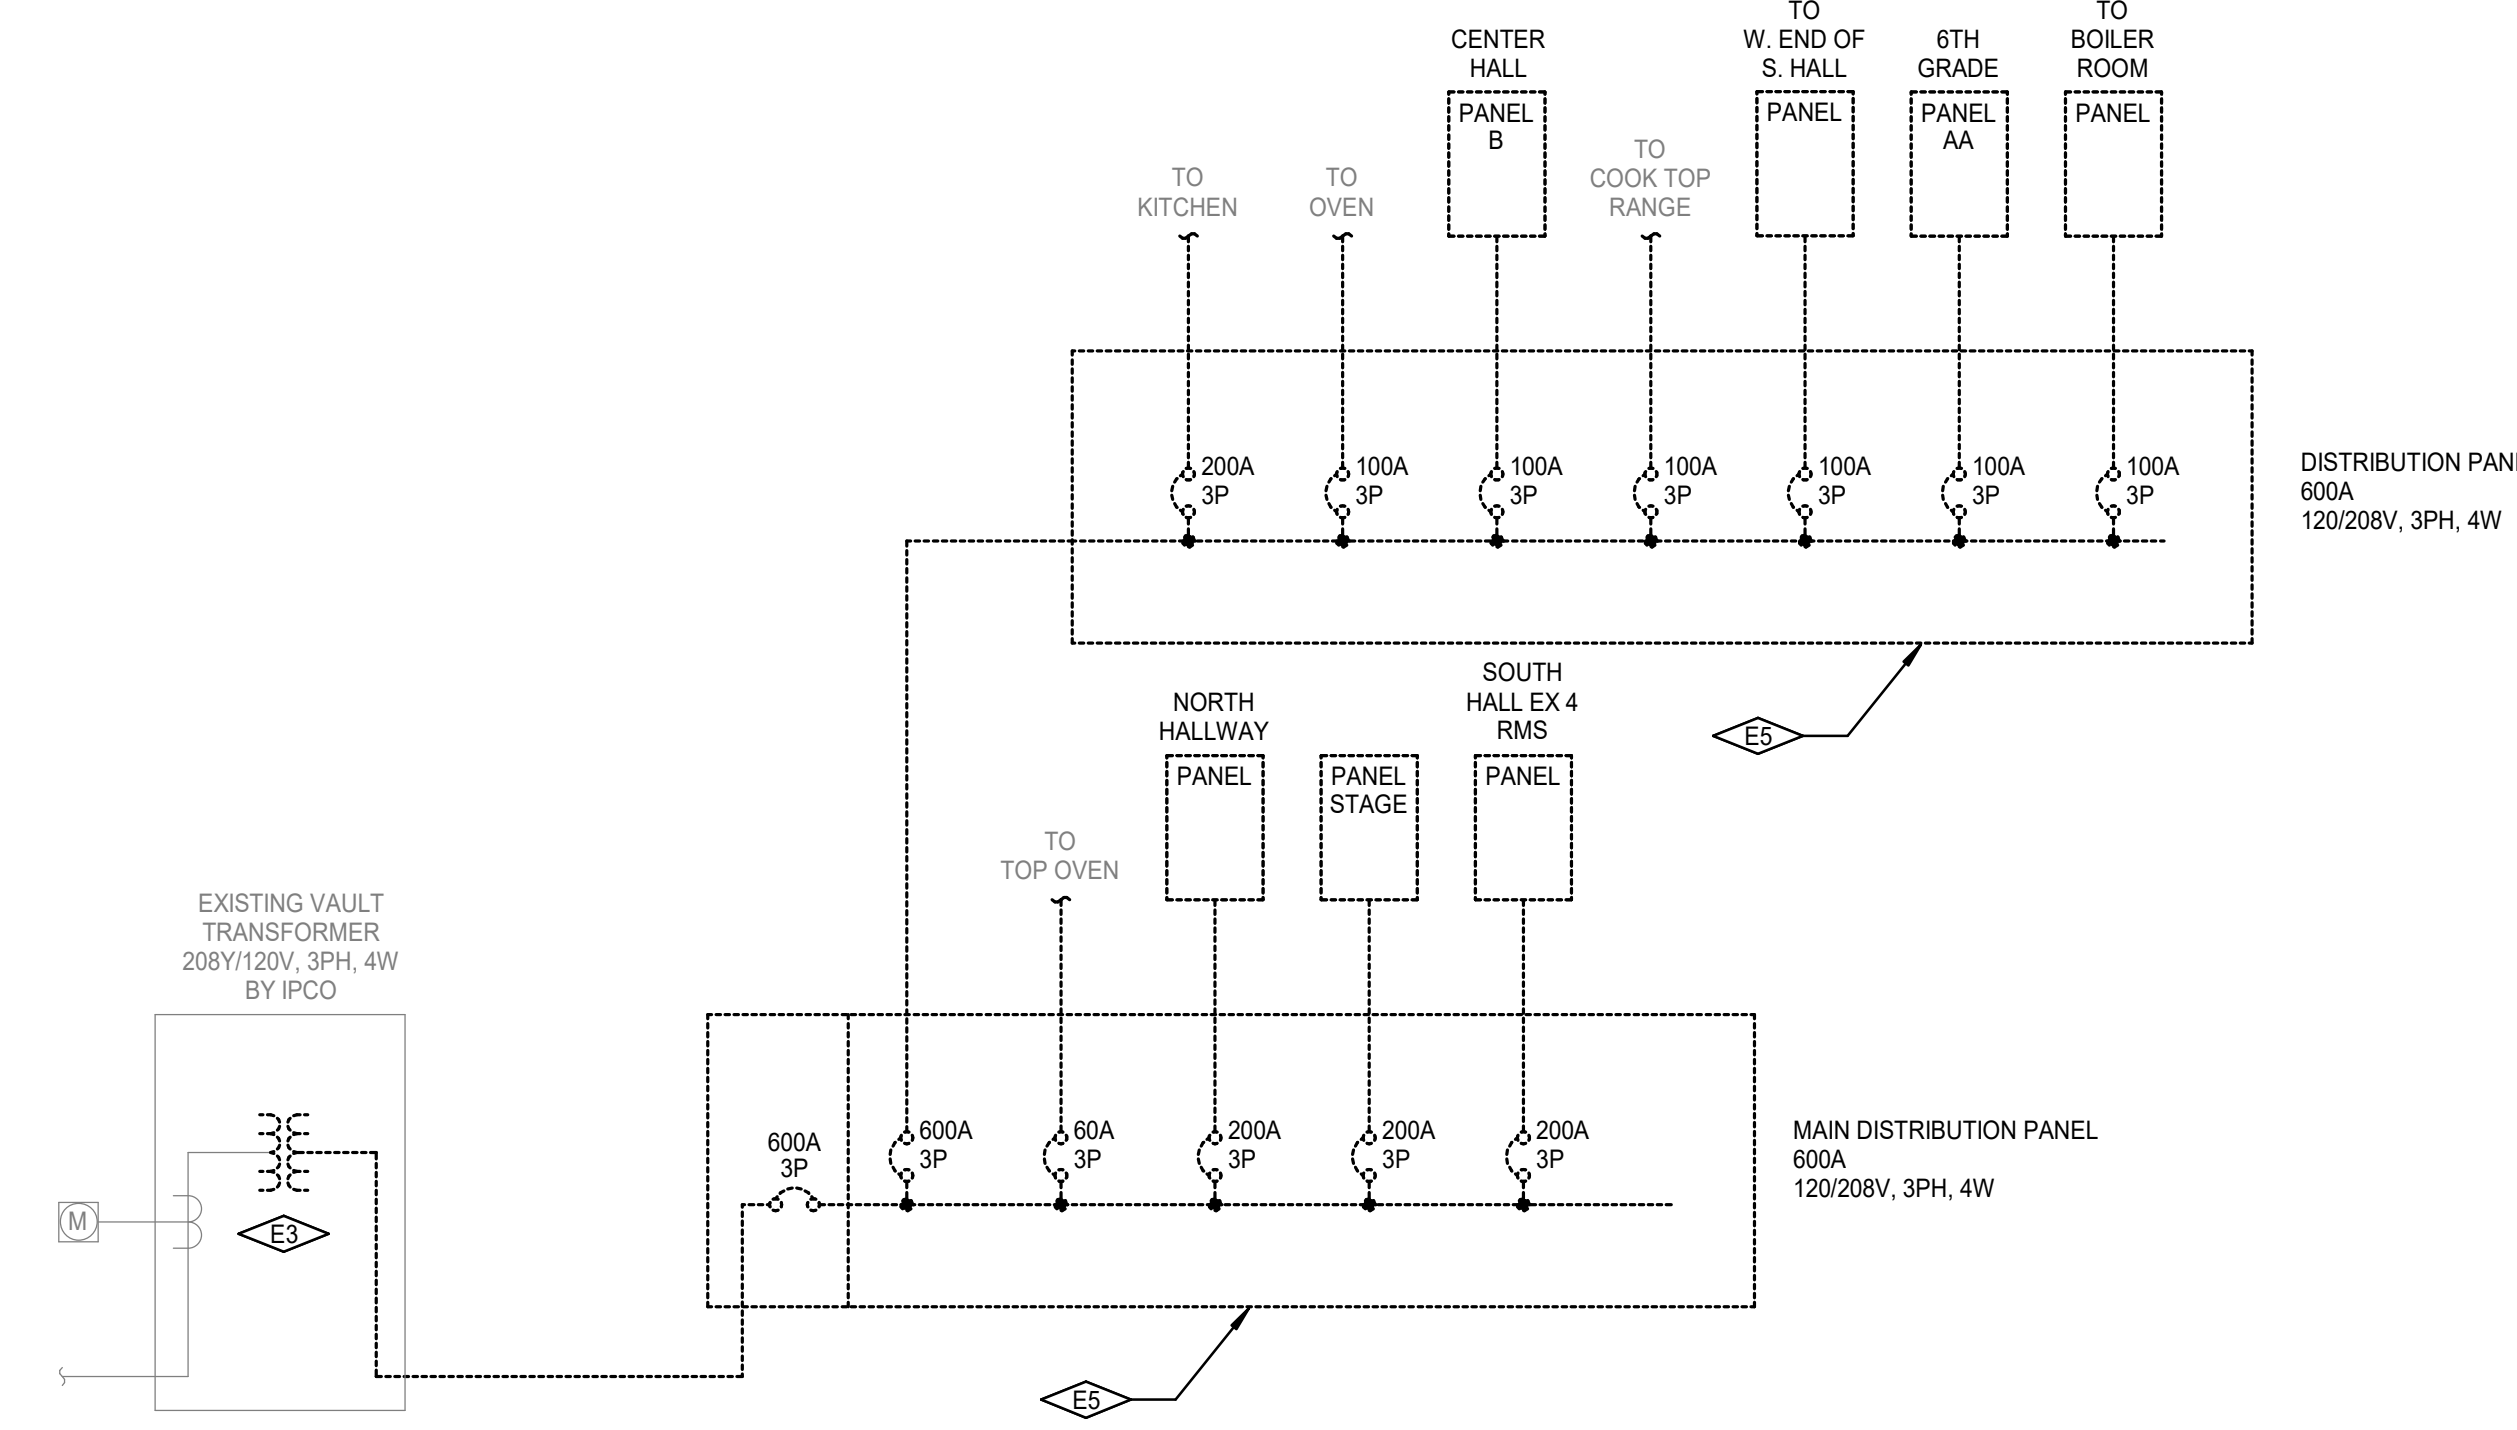 CENTER
HALL
PANEL
B
TO
W. END OF
S. HALL
PANEL
6TH
GRADE
PANEL
AA
TO
BOILER
ROOM
PANEL
TO
KITCHEN
TO
OVEN
TO
COOK TOP
RANGE
200A
3P
100A
3P
100A
3P
100A
3P
100A
3P
100A
3P
100A
3P
DISTRIBUTION PAN
600A
120/208V, 3PH, 4W
E5
TO
TOP OVEN
NORTH
HALLWAY
PANEL
PANEL
STAGE
SOUTH
HALL EX 4
RMS
PANEL
EXISTING VAULT
TRANSFORMER
208Y/120V, 3PH, 4W
BY IPCO
M
E3
600A
3P
600A
3P
60A
3P
200A
3P
200A
3P
200A
3P
MAIN DISTRIBUTION PANEL
600A
120/208V, 3PH, 4W
E5